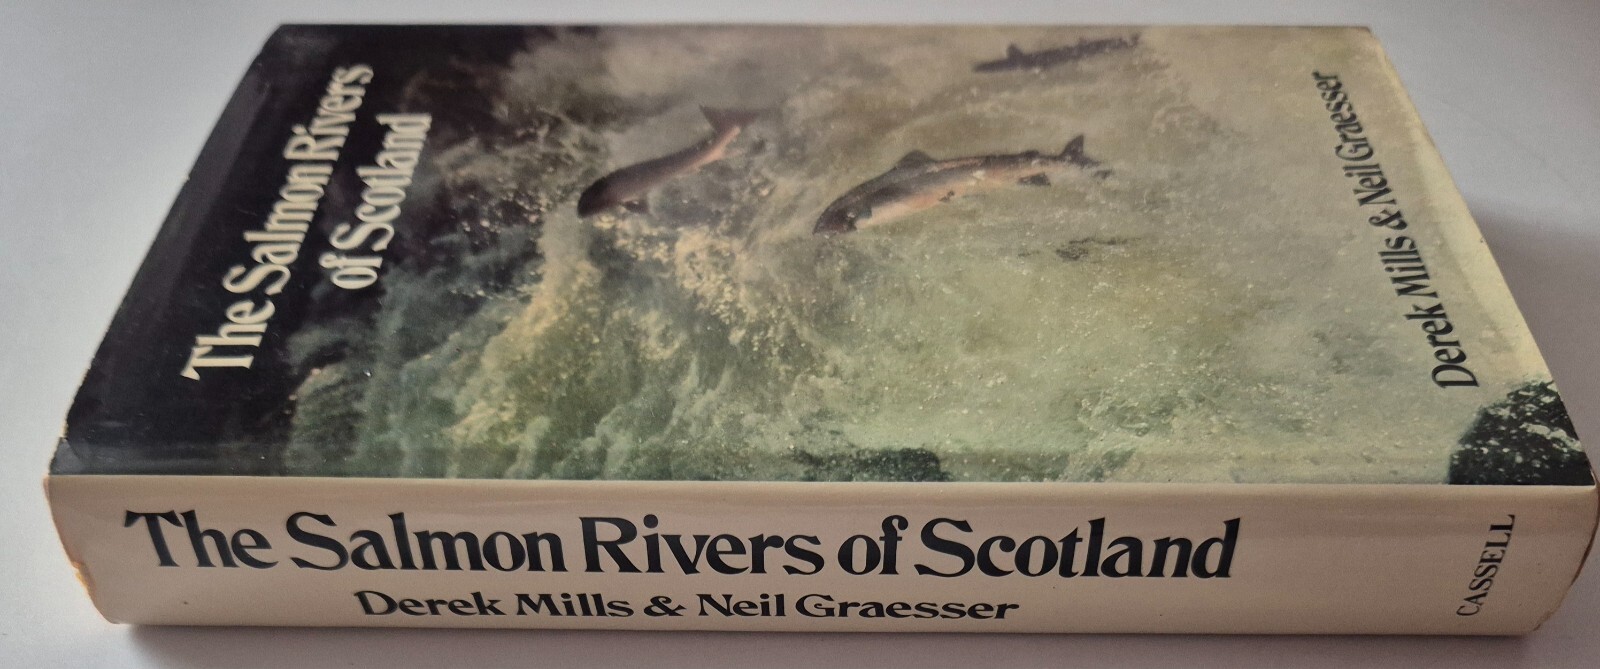 The Salmon Rivers
of Scotland
Derek Mills & Neil Graesser
The Salmon Rivers of Scotland
Derek Mills & Neil Graesser
CASSELL